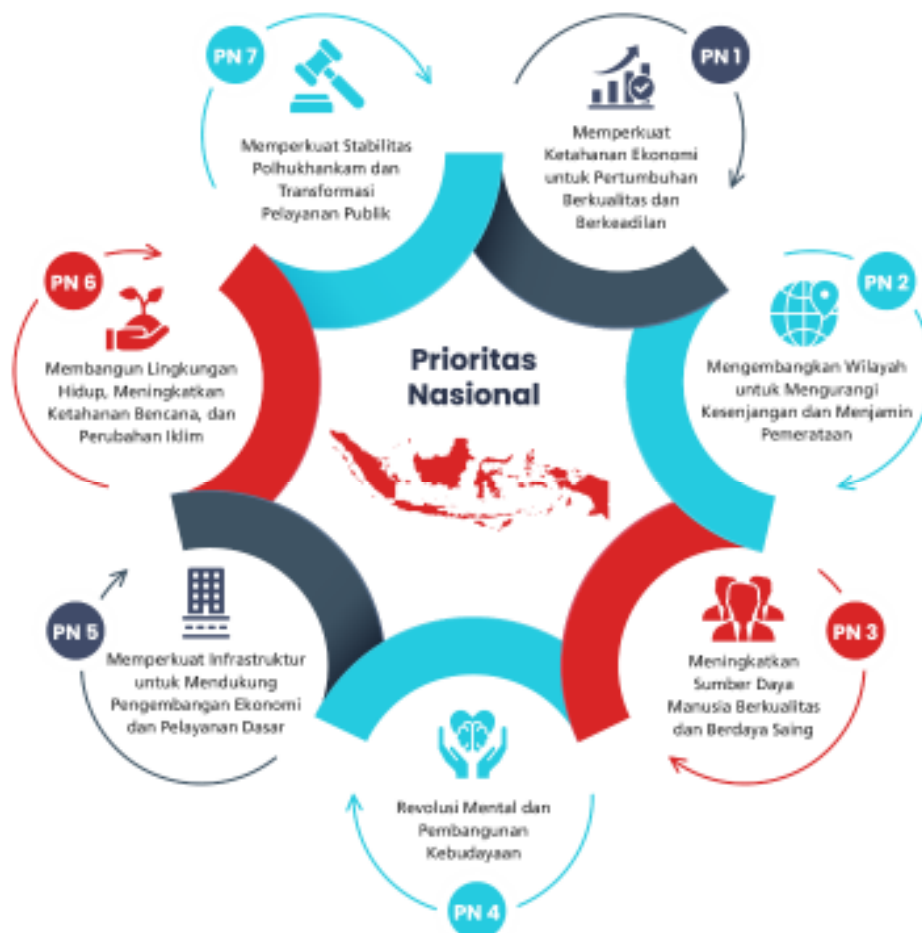 Prioritas
Nasional
PN 1
Memperkuat
Ketahanan Ekonomi
untuk Pertumbuhan
Berkualitas dan
Berkeadilan
PN 2
Mengembangkan Wilayah
untuk Mengurangi
Kesenjangan dan Menjamin
Pemerataan
PN 3
Meningkatkan
Sumber Daya
Manusia Berkualitas
dan Berdaya Saing
PN 4
Revolusi Mental dan
Pembangunan
Kebudayaan
PN 5
Memperkuat Infrastruktur
untuk Mendukung
Pengembangan Ekonomi
dan Pelayanan Dasar
PN 6
Membangun Lingkungan
Hidup, Meningkatkan
Ketahanan Bencana, dan
Perubahan Iklim
PN 7
Memperkuat Stabilitas
Polhukhankam dan
Transformasi
Pelayanan Publik